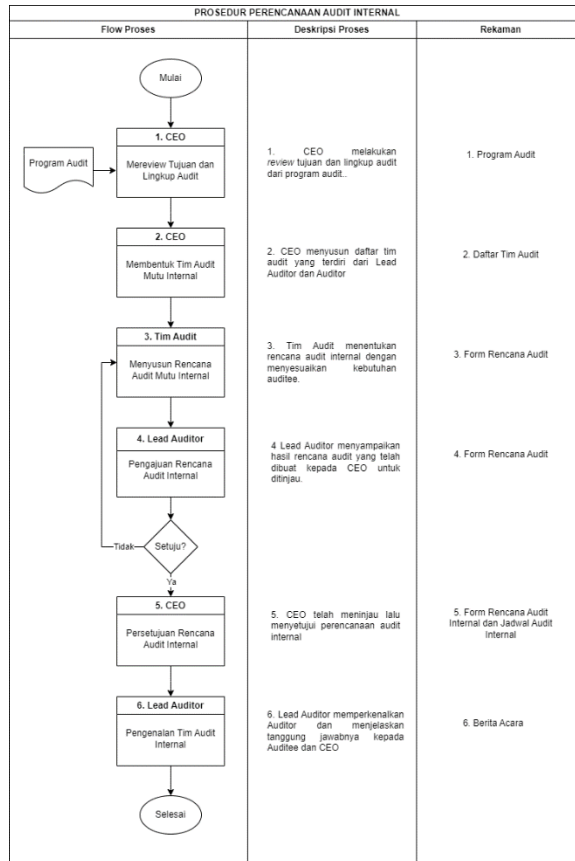 PROSEDUR PERENCANAAN AUDIT INTERNAL
Flow Proses
Deskripsi Proses
Rekaman
Mulai
Program Audit
1. CEO
Mereview Tujuan dan
Lingkup Audit
1. CEO melakukan
review tujuan dan lingkup audit
dari program audit..
1. Program Audit
2. CEO
Membentuk Tim Audit
Mutu Internal
2. CEO menyusun daftar tim
audit yang terdiri dari Lead
Auditor dan Auditor
2. Daftar Tim Audit
3. Tim Audit
Menyusun Rencana
Audit Mutu Internal
3. Tim Audit menentukan
rencana audit internal dengan
menyesuaikan kebutuhan
auditee.
3. Form Rencana Audit
4. Lead Auditor
Pengajuan Rencana
Audit Internal
4 Lead Auditor menyampaikan
hasil rencana audit yang telah
dibuat kepada CEO untuk
ditinjau.
4. Form Rencana Audit
Tidak
Setuju?
Ya
5. CEO
Persetujuan Rencana
Audit Internal
5. CEO telah meninjau lalu
menyetujui perencanaan audit
internal
5. Form Rencana Audit
Internal dan Jadwal Audit
Internal
6. Lead Auditor
Pengenalan Tim Audit
Internal
6. Lead Auditor memperkenalkan
Auditor dan menjelaskan
tanggung jawabnya kepada
Auditee dan CEO
6. Berita Acara
Selesai